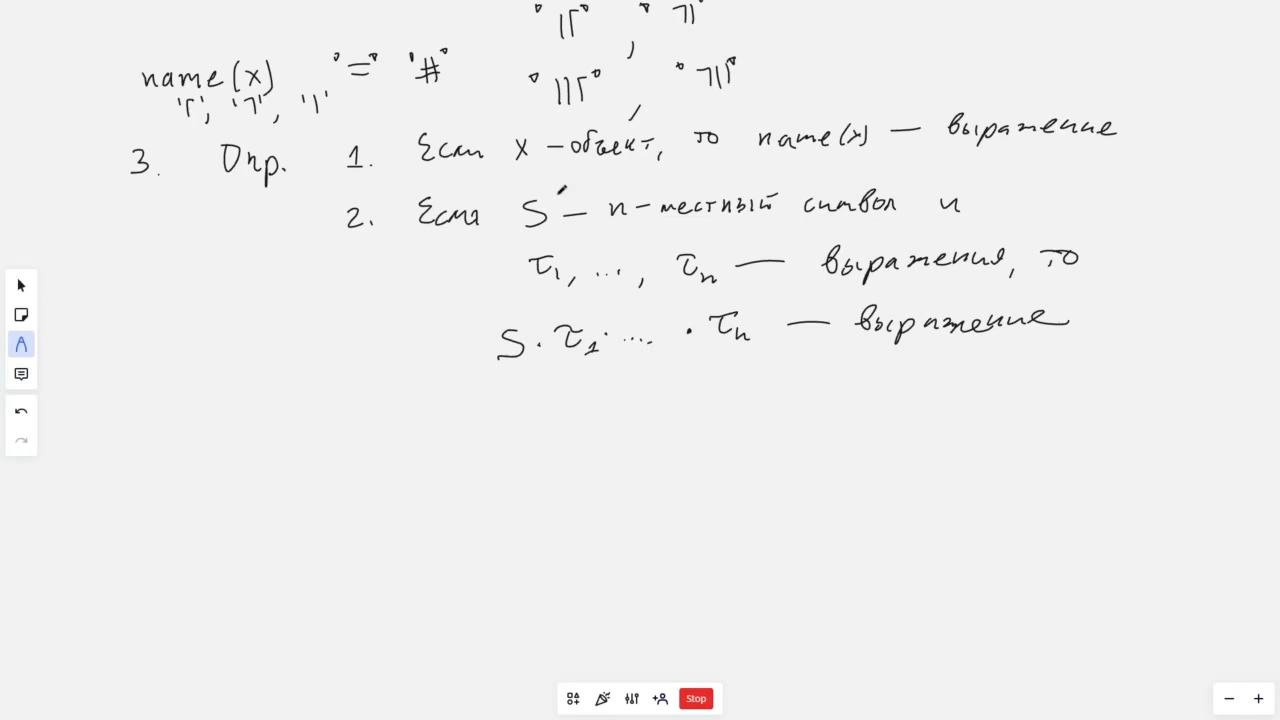 "||Γ", "ך|"
name(x) "=" "#" "|||Γ", "ך||"
'Γ', 'ך', '|'
3. Опр. 1. Если x – объект, то name(x) — выражение
2. Если S — n-местный символ и
τ₁, ..., τₙ — выражения, то
S · τ₁ · ... · τₙ — выражение
Stop